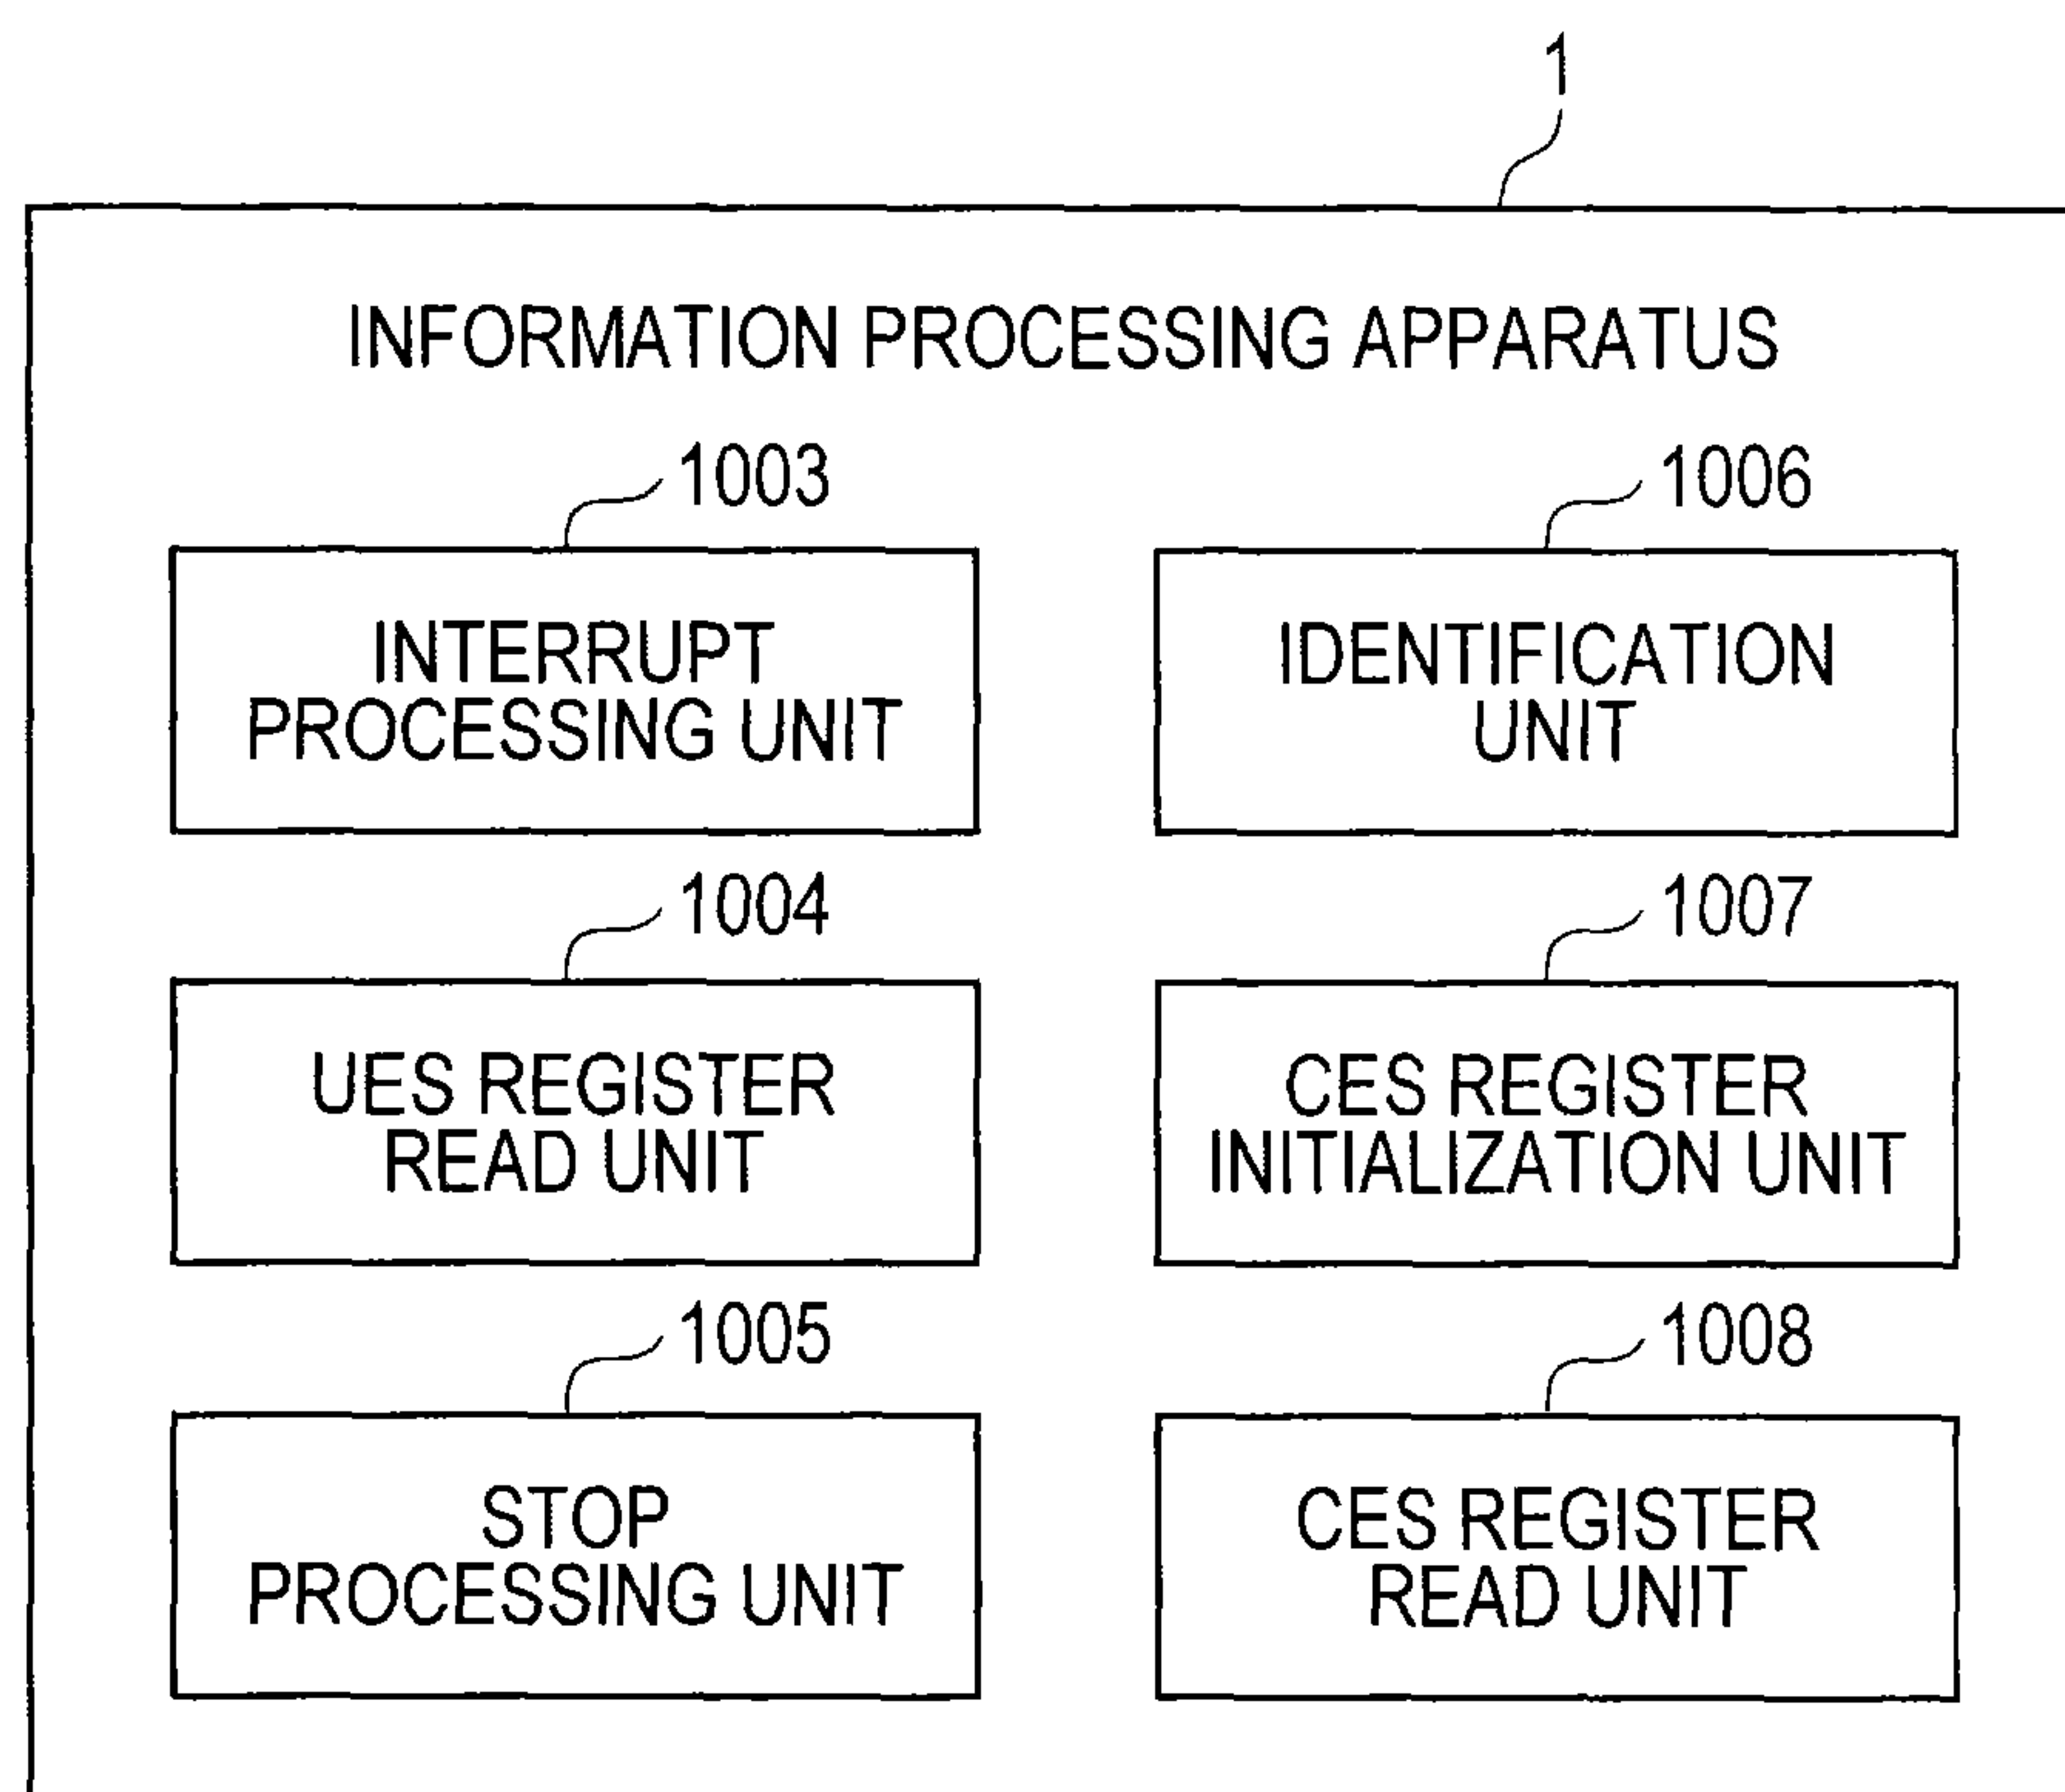 1
INFORMATION PROCESSING APPARATUS
1003
INTERRUPT
PROCESSING UNIT
1006
IDENTIFICATION
UNIT
1004
UES REGISTER
READ UNIT
1007
CES REGISTER
INITIALIZATION UNIT
1005
STOP
PROCESSING UNIT
1008
CES REGISTER
READ UNIT